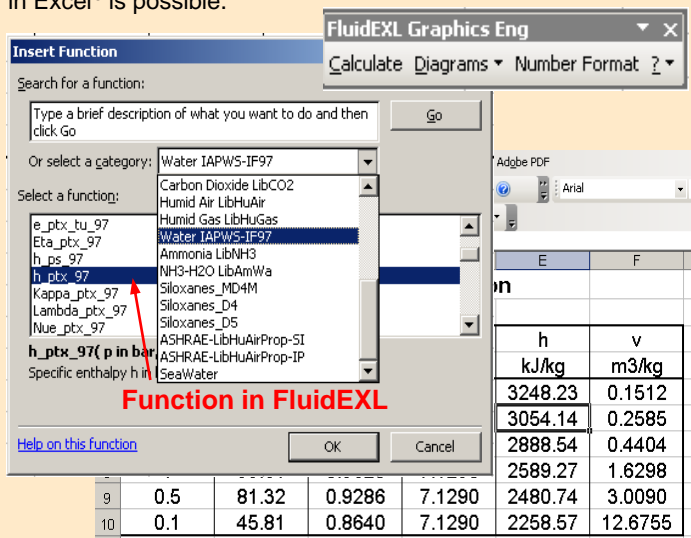 in Excel® is possible.
FluidEXL Graphics Eng
Calculate Diagrams Number Format ?
Insert Function
Search for a function:
Type a brief description of what you want to do and then
click Go
Go
Or select a category: Water IAPWS-IF97
Carbon Dioxide LibCO2
Humid Air LibHuAir
Humid Gas LibHuGas
Water IAPWS-IF97
Ammonia LibNH3
NH3-H2O LibAmWa
Siloxanes_MD4M
Siloxanes_D4
Siloxanes_D5
ASHRAE-LibHuAirProp-SI
ASHRAE-LibHuAirProp-IP
SeaWater
Select a function:
e_ptx_tu_97
Eta_ptx_97
h_ps_97
h_ptx_97
Kappa_ptx_97
Lambda_ptx_97
Nue_ptx_97
h_ptx_97( p in bar
Specific enthalpy h in
Function in FluidEXL
Help on this function
OK Cancel
Adobe PDF
Arial
E F
h v
kJ/kg m3/kg
3248.23 0.1512
3054.14 0.2585
2888.54 0.4404
2589.27 1.6298
9 0.5 81.32 0.9286 7.1290 2480.74 3.0090
10 0.1 45.81 0.8640 7.1290 2258.57 12.6755